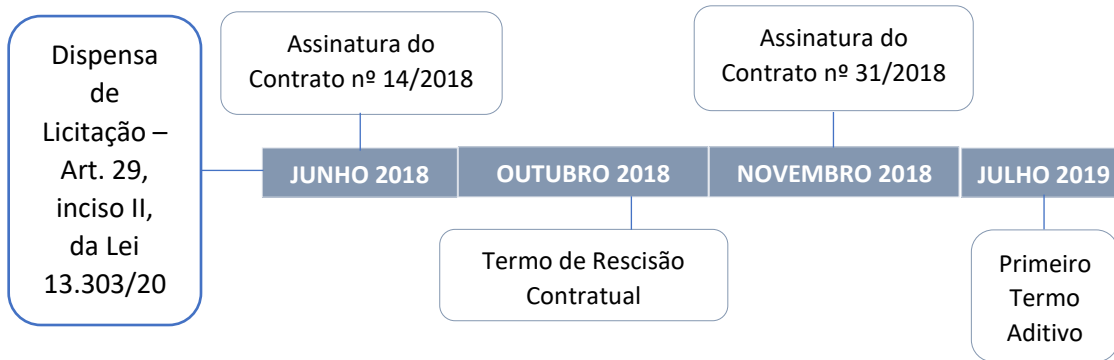 Dispensa
de
Licitação –
Art. 29,
inciso II,
da Lei
13.303/20
Assinatura do
Contrato nº 14/2018
Assinatura do
Contrato nº 31/2018
JUNHO 2018
OUTUBRO 2018
NOVEMBRO 2018
JULHO 2019
Termo de Rescisão
Contratual
Primeiro
Termo
Aditivo